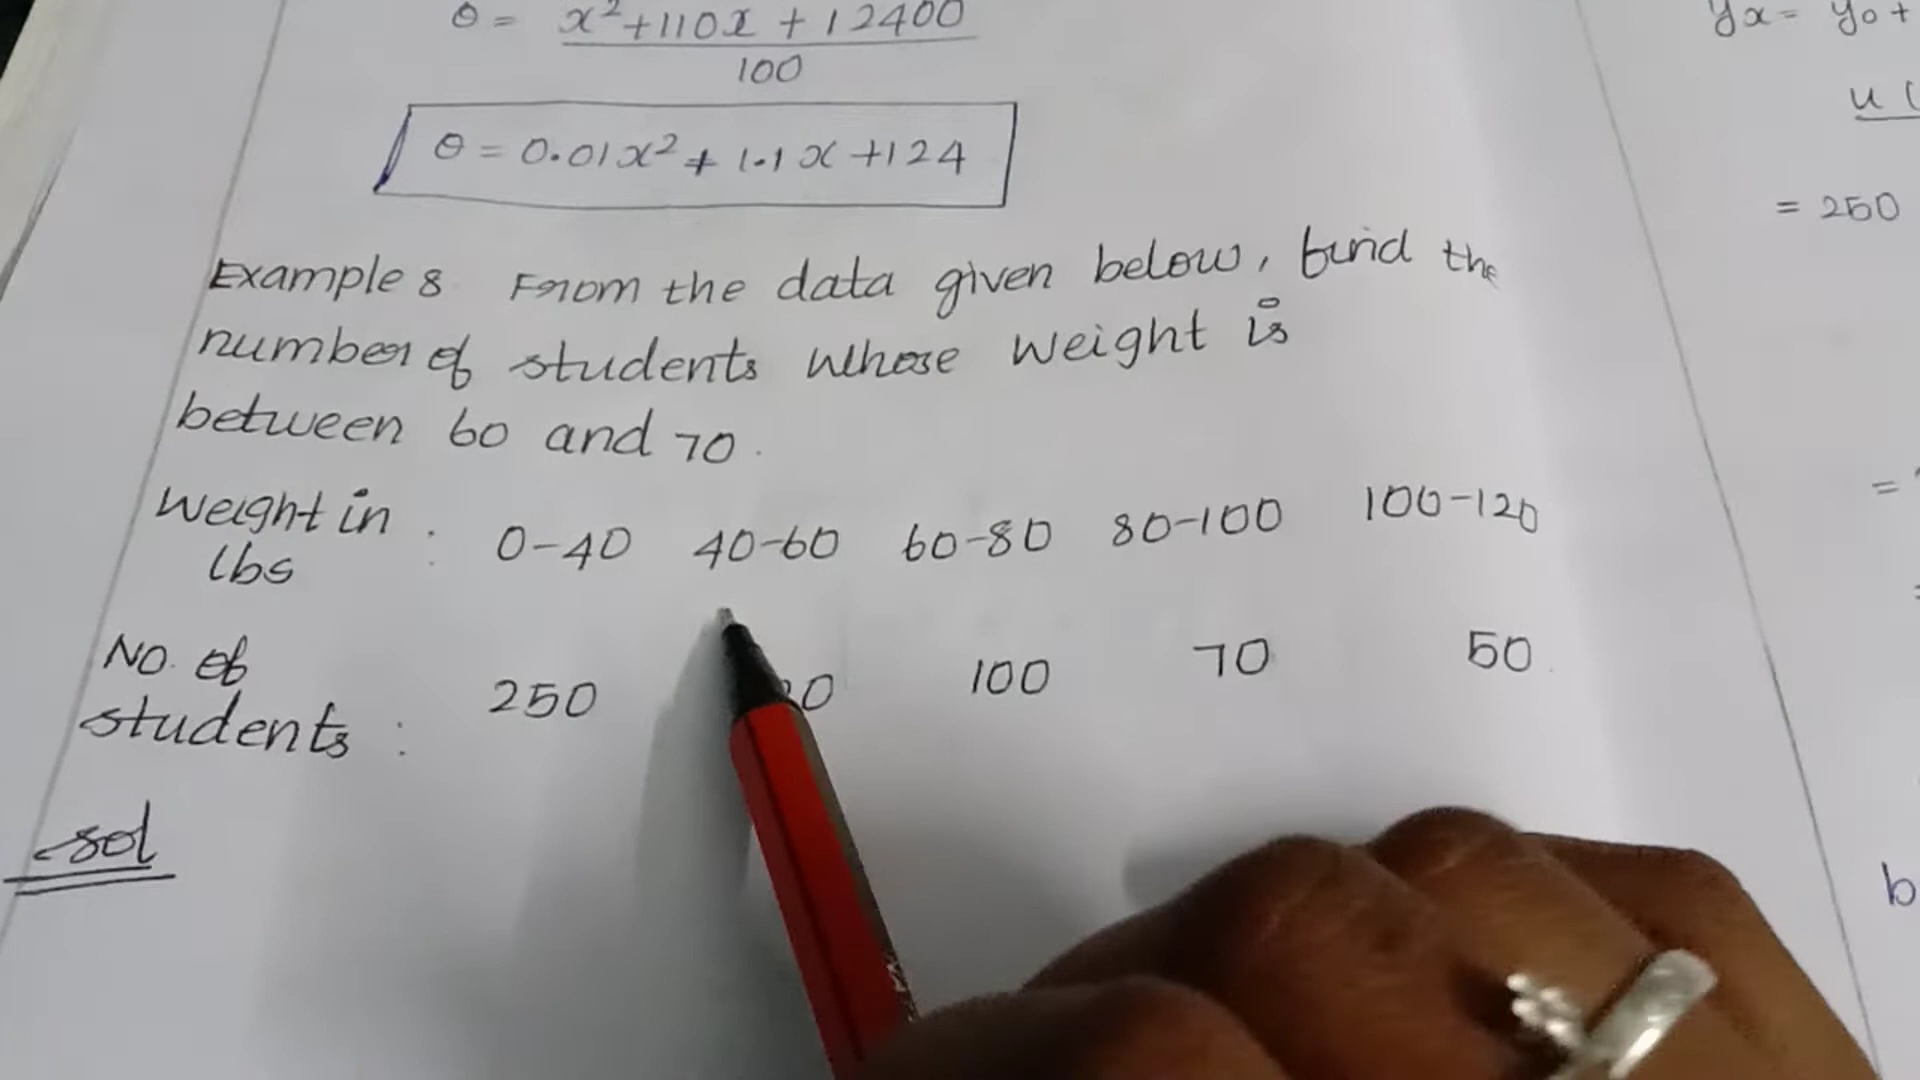 θ = x²+110x + 12400
100
θ = 0.01x² + 1.1x +124
Example 8 From the data given below, find the
number of students whose weight is
between 60 and 70.
Weight in lbs : 0-40 40-60 60-80 80-100 100-120
No. of students : 250 100 70 50
sol
yx = y0 +
u (
= 250
=
b